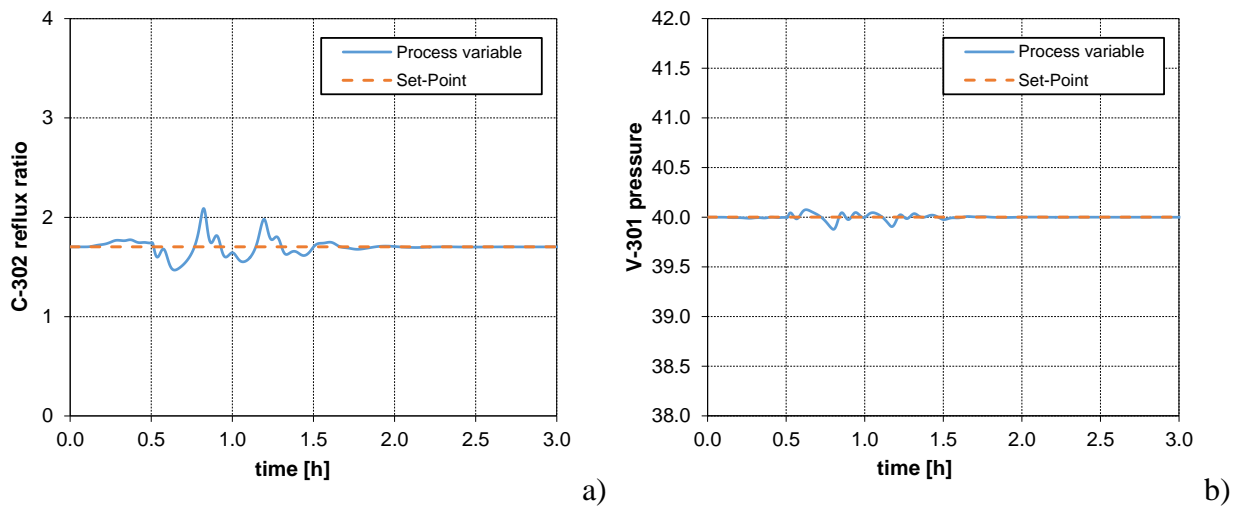 C-302 reflux ratio
4
3
2
1
0
Process variable
Set-Point
0.0 0.5 1.0 1.5 2.0 2.5 3.0
time [h]
a)
V-301 pressure
42.0
41.5
41.0
40.5
40.0
39.5
39.0
38.5
38.0
Process variable
Set-Point
0.0 0.5 1.0 1.5 2.0 2.5 3.0
time [h]
b)